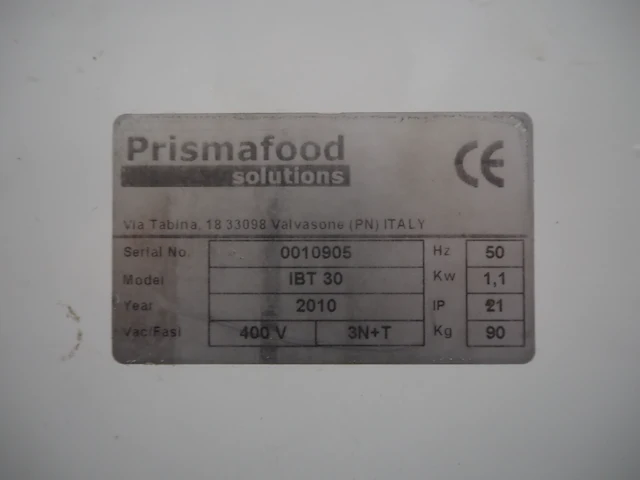 Prismafood
solutions
CE
Via Tabina, 18 33098 Valvasone (PN) ITALY
Serial No. 0010905 Hz 50
Model IBT 30 Kw 1,1
Year 2010 IP 21
Vac/Fasi 400 V 3N+T Kg 90